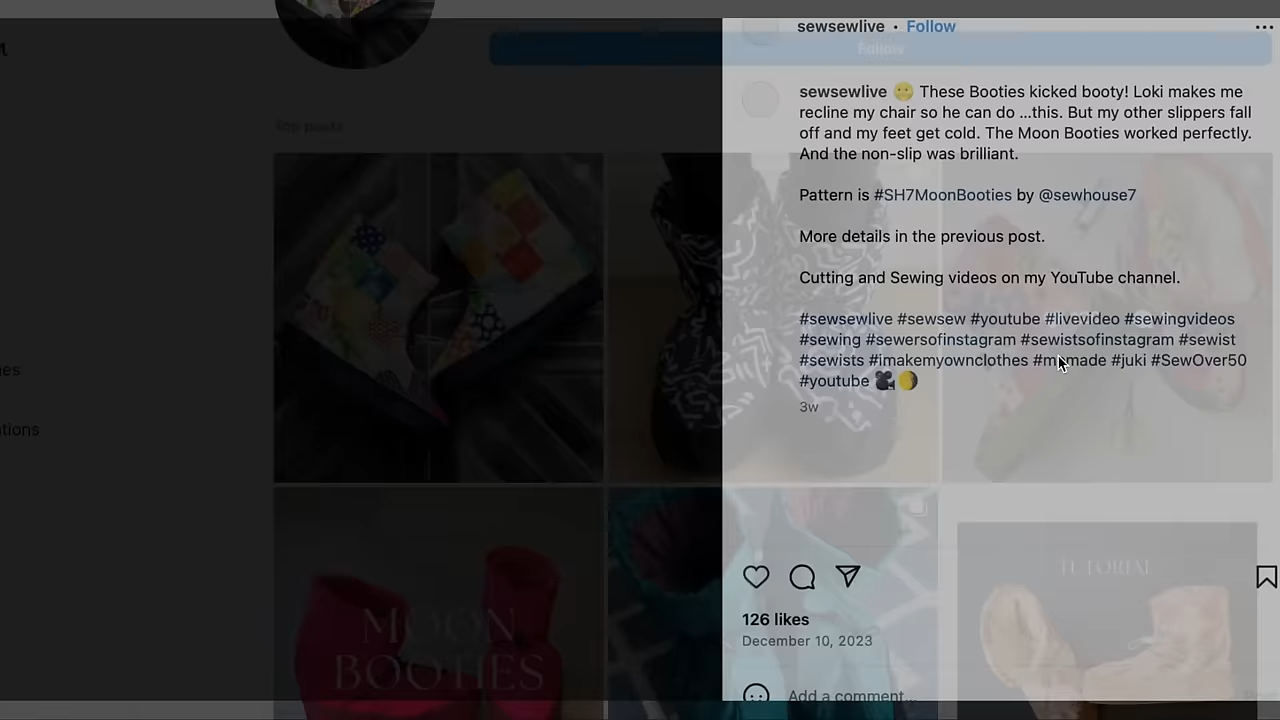 sewsewlive • Follow
Follow
sewsewlive 😬 These Booties kicked booty! Loki makes me
recline my chair so he can do ...this. But my other slippers fall
off and my feet get cold. The Moon Booties worked perfectly.
And the non-slip was brilliant.
Top posts
Pattern is #SH7MoonBooties by @sewhouse7
More details in the previous post.
Cutting and Sewing videos on my YouTube channel.
#sewsewlive #sewsew #youtube #livevideo #sewingvideos
#sewing #sewersofinstagram #sewistsofinstagram #sewist
#sewists #imakemyownclothes #memade #juki #SewOver50
#youtube 🎥🌖
3w
TUTORIAL
MOON
BOOTIES
126 likes
December 10, 2023
Add a comment...